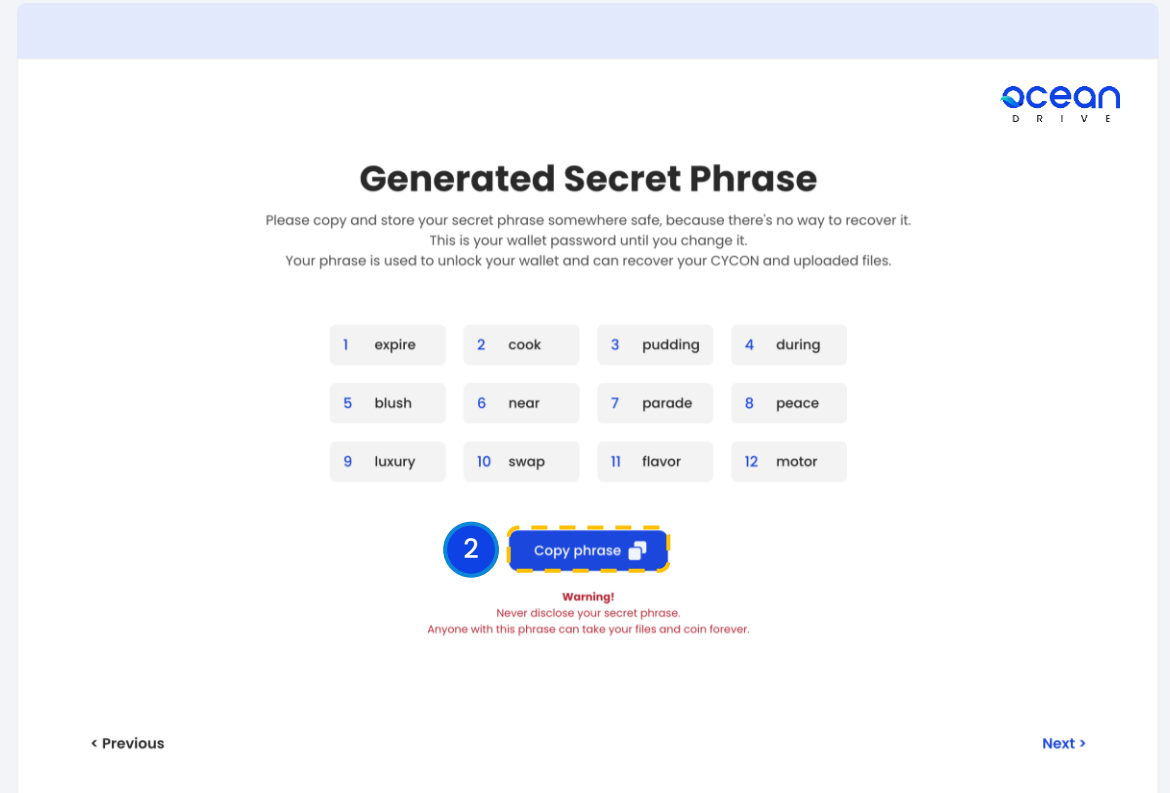 ocean
DRIVE
Generated Secret Phrase
Please copy and store your secret phrase somewhere safe, because there's no way to recover it.
This is your wallet password until you change it.
Your phrase is used to unlock your wallet and can recover your CYCON and uploaded files.
1 expire 2 cook 3 pudding 4 during
5 blush 6 near 7 parade 8 peace
9 luxury 10 swap 11 flavor 12 motor
2 Copy phrase
Warning!
Never disclose your secret phrase.
Anyone with this phrase can take your files and coin forever.
< Previous Next >